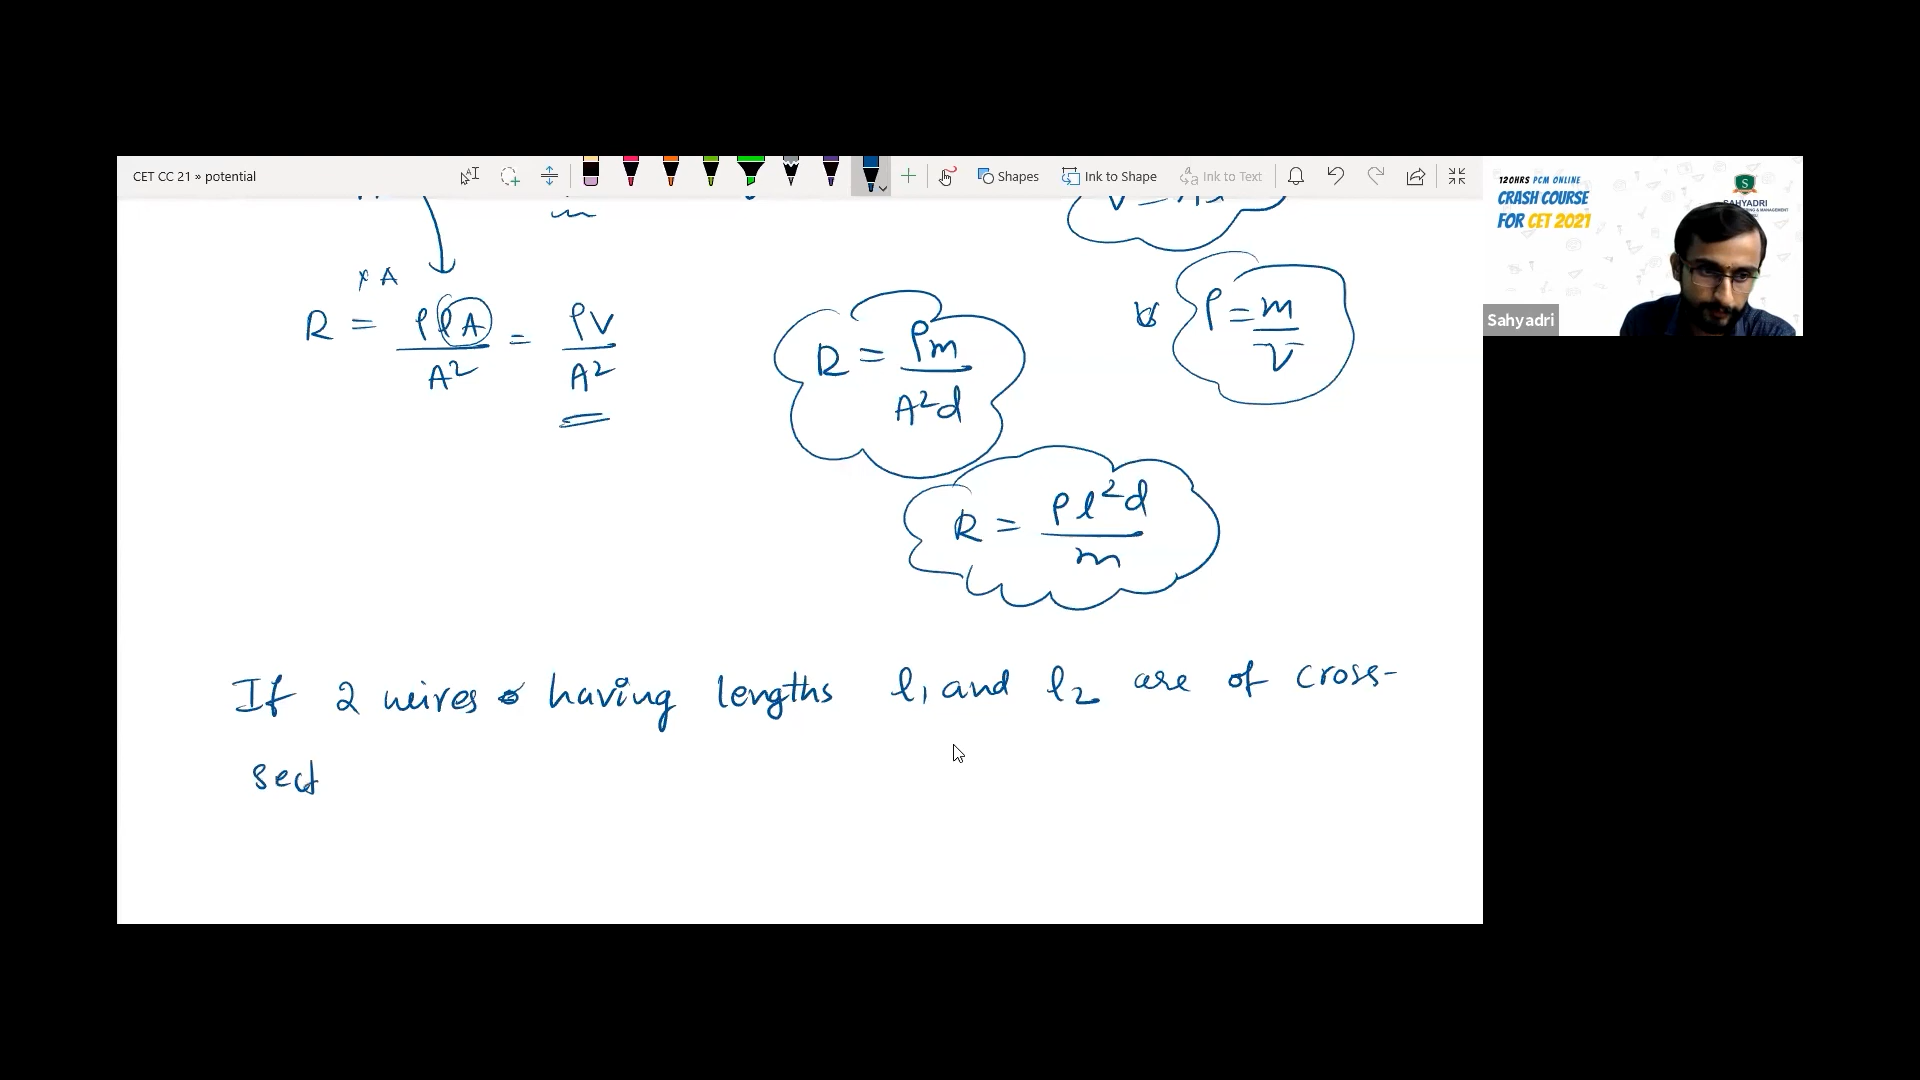 CET CC 21 » potential
Shapes
Ink to Shape
Ink to Text
120HRS PCM ONLINE
CRASH COURSE
FOR CET 2021
S
SAHYADRI
Sahyadri
× A
R = ρlA / A² = ρV / A²
R = ρm / A²d
ρ = m / V
R = ρl²d / m
If 2 wires having lengths l₁ and l₂ are of cross-
sect